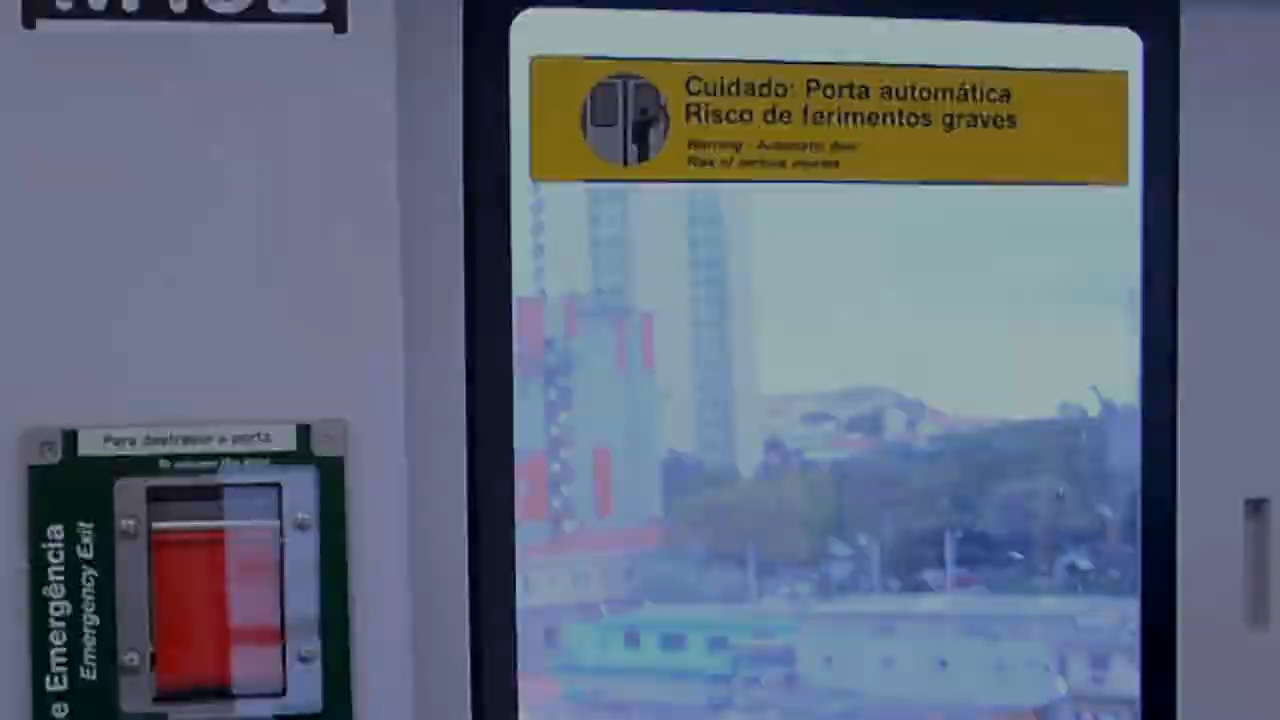 Cuidado: Porta automática
Risco de ferimentos graves
Warning - Automatic door
Risk of serious injuries
Para destravar a porta
e Emergência
Emergency Exit